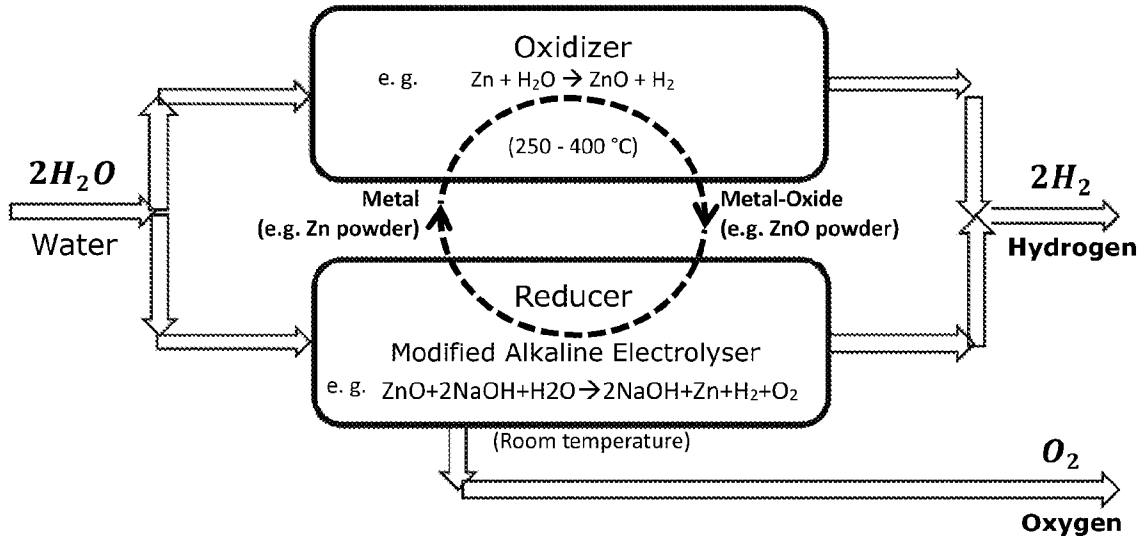 Oxidizer
e. g. Zn + H₂O → ZnO + H₂
(250 - 400 °C)
2H₂O
Water
Metal
(e.g. Zn powder)
Metal-Oxide
(e.g. ZnO powder)
2H₂
Hydrogen
Reducer
Modified Alkaline Electrolyser
e. g. ZnO+2NaOH+H2O→2NaOH+Zn+H₂+O₂
(Room temperature)
O₂
Oxygen